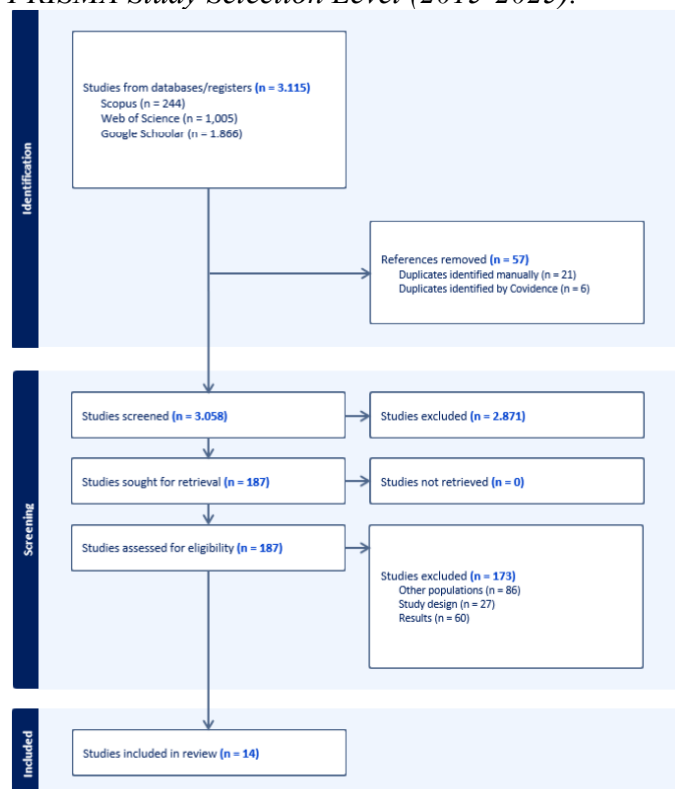 PRISMA Study Selection Level (2015-2025).
Identification
Studies from databases/registers (n = 3.115)
Scopus (n = 244)
Web of Science (n = 1,005)
Google Schoolar (n = 1.866)
References removed (n = 57)
Duplicates identified manually (n = 21)
Duplicates identified by Covidence (n = 6)
Screening
Studies screened (n = 3.058)
Studies excluded (n = 2.871)
Studies sought for retrieval (n = 187)
Studies not retrieved (n = 0)
Studies assessed for eligibility (n = 187)
Studies excluded (n = 173)
Other populations (n = 86)
Study design (n = 27)
Results (n = 60)
Included
Studies included in review (n = 14)